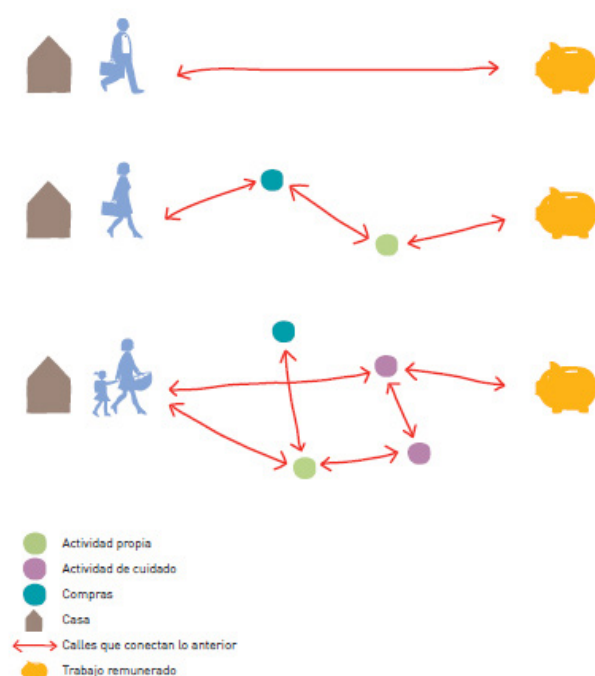 Actividad propia
Actividad de cuidado
Compras
Casa
Calles que conectan lo anterior
Trabajo remunerado